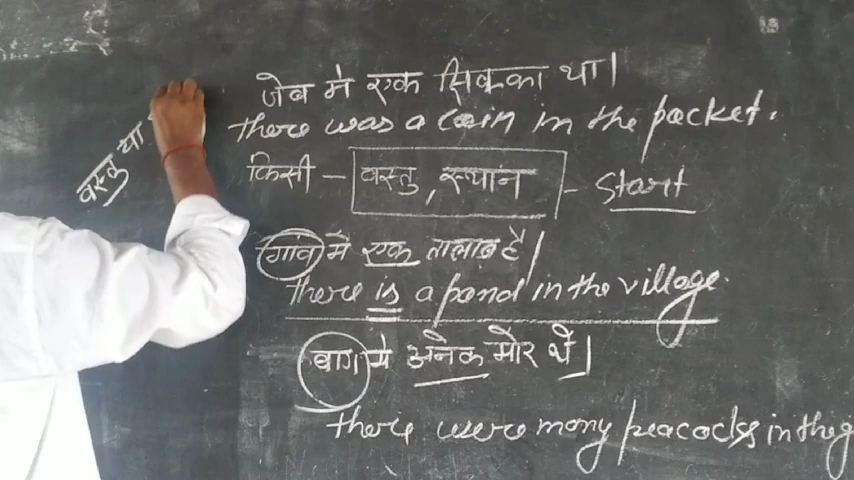 जेब में एक सिक्का था।
there was a coin in the pocket.
वस्तु या
किसी - वस्तु, स्थान - Start
गांव में एक तालाब है।
there is a pond in the village.
बाग में अनेक मोर थे।
there were many peacocks in the g